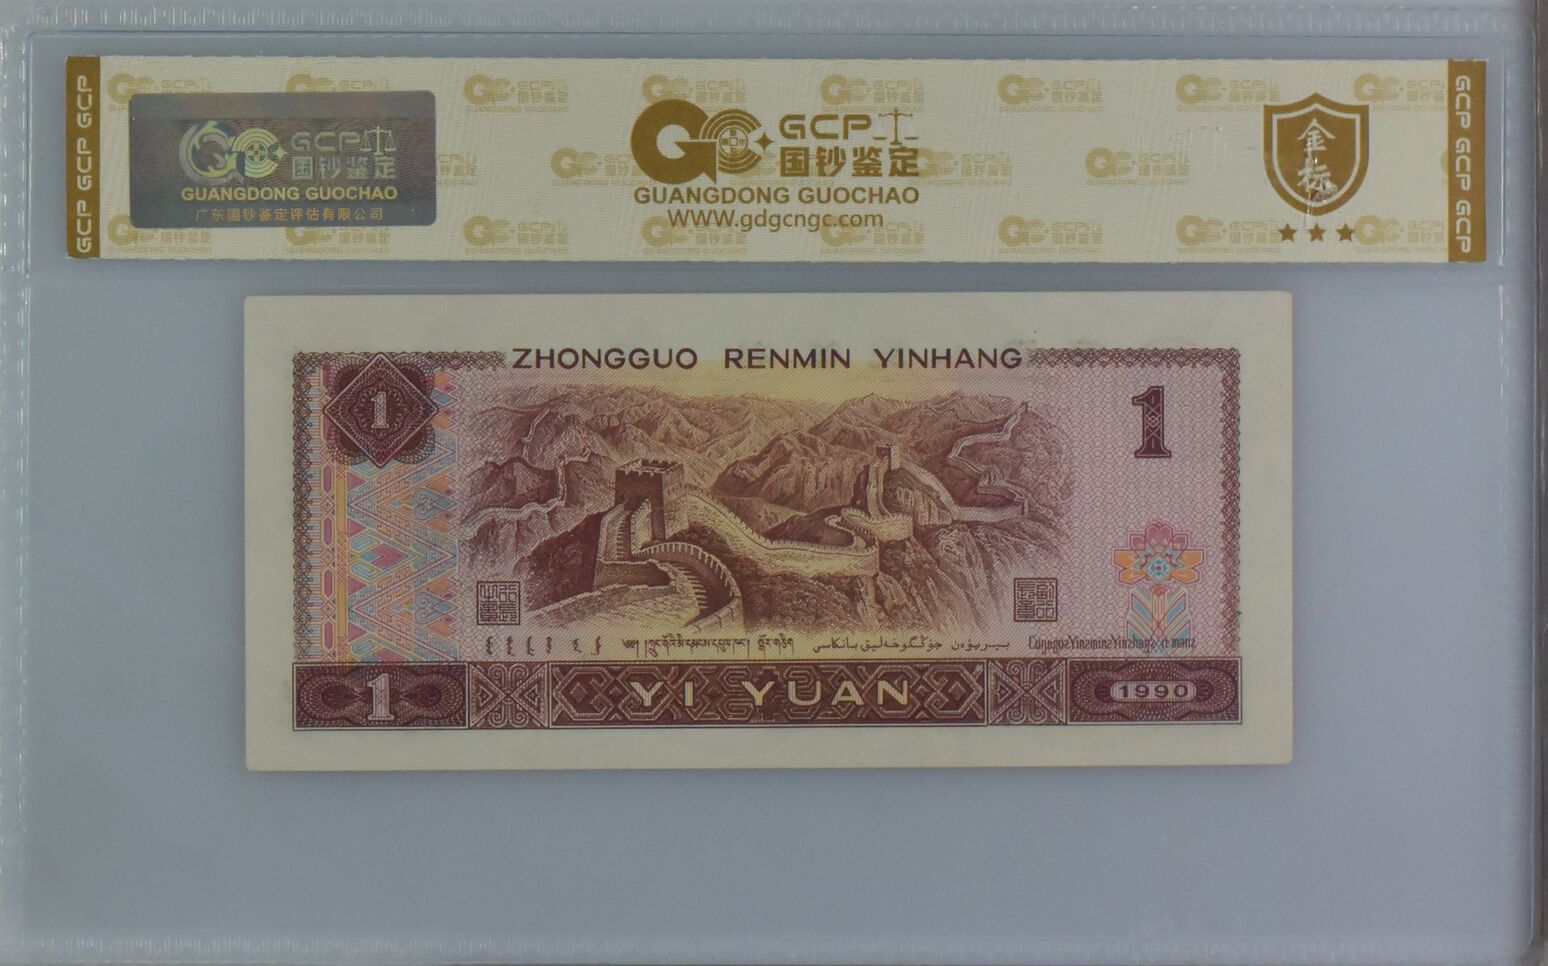 GCP GCP GCP
GCP
国钞鉴定
GUANGDONG GUOCHAO
广东国钞鉴定评估有限公司
GCP
国钞鉴定
GUANGDONG GUOCHAO
WWW.gdgcngc.com
金标
GCP GCP GCP
ZHONGGUO RENMIN YINHANG
1
1
1
YI YUAN
1990